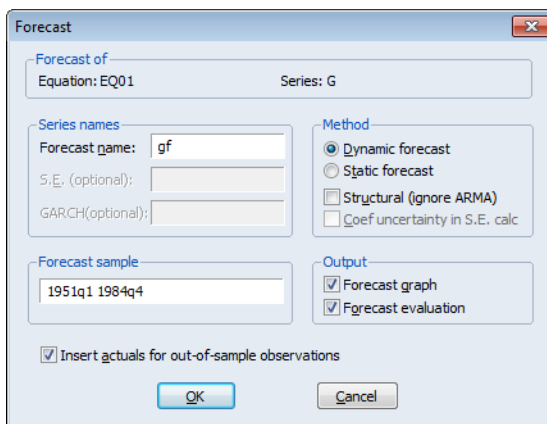 Forecast
Forecast of
Equation: EQ01 Series: G
Series names
Forecast name: gf
S.E. (optional):
GARCH(optional):
Method
Dynamic forecast
Static forecast
Structural (ignore ARMA)
Coef uncertainty in S.E. calc
Forecast sample
1951q1 1984q4
Output
Forecast graph
Forecast evaluation
Insert actuals for out-of-sample observations
OK Cancel